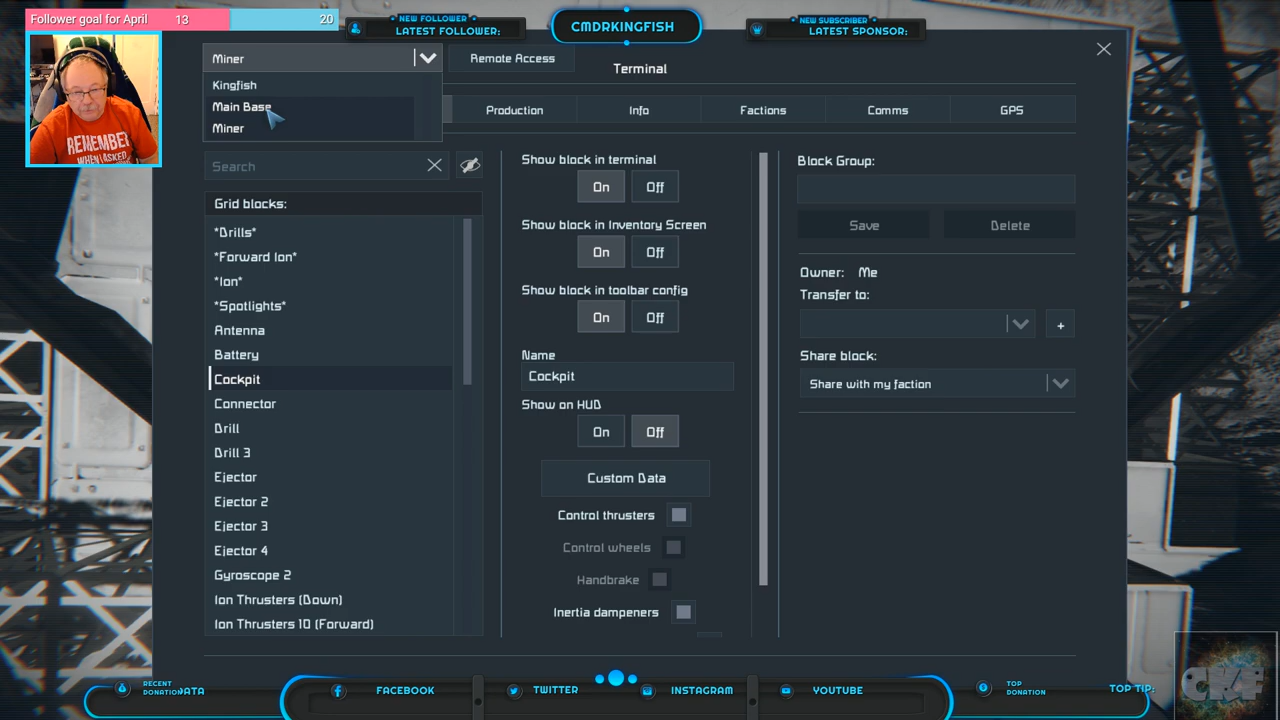 Follower goal for April 13 20
NEW FOLLOWER
LATEST FOLLOWER:
CMDRKINGFISH
NEW SUBSCRIBER
LATEST SPONSOR:
REMEMBER
WHEN I ASKED
Miner
Remote Access
Terminal
Kingfish
Main Base
Miner
Production
Info
Factions
Comms
GPS
Search
Grid blocks:
*Drills*
*Forward Ion*
*Ion*
*Spotlights*
Antenna
Battery
Cockpit
Connector
Drill
Drill 3
Ejector
Ejector 2
Ejector 3
Ejector 4
Gyroscope 2
Ion Thrusters (Down)
Ion Thrusters 10 (Forward)
Show block in terminal
On Off
Show block in Inventory Screen
On Off
Show block in toolbar config
On Off
Name
Cockpit
Show on HUD
On Off
Custom Data
Control thrusters
Control wheels
Handbrake
Inertia dampeners
Block Group:
Save Delete
Owner: Me
Transfer to:
+
Share block:
Share with my faction
RECENT
DONATION
ATA
FACEBOOK
TWITTER
INSTAGRAM
YOUTUBE
TOP
DONATION
TOP TIP:
CKF